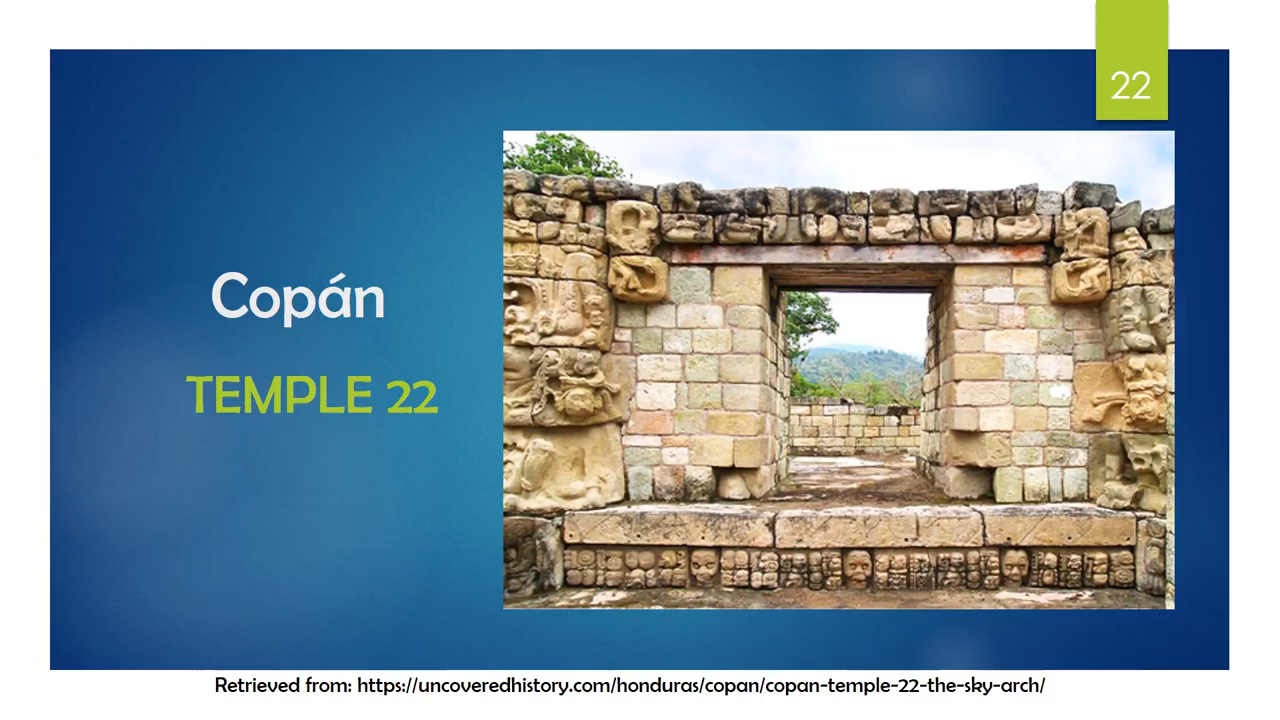 22
Copán
TEMPLE 22
Retrieved from: https://uncoveredhistory.com/honduras/copan/copan-temple-22-the-sky-arch/